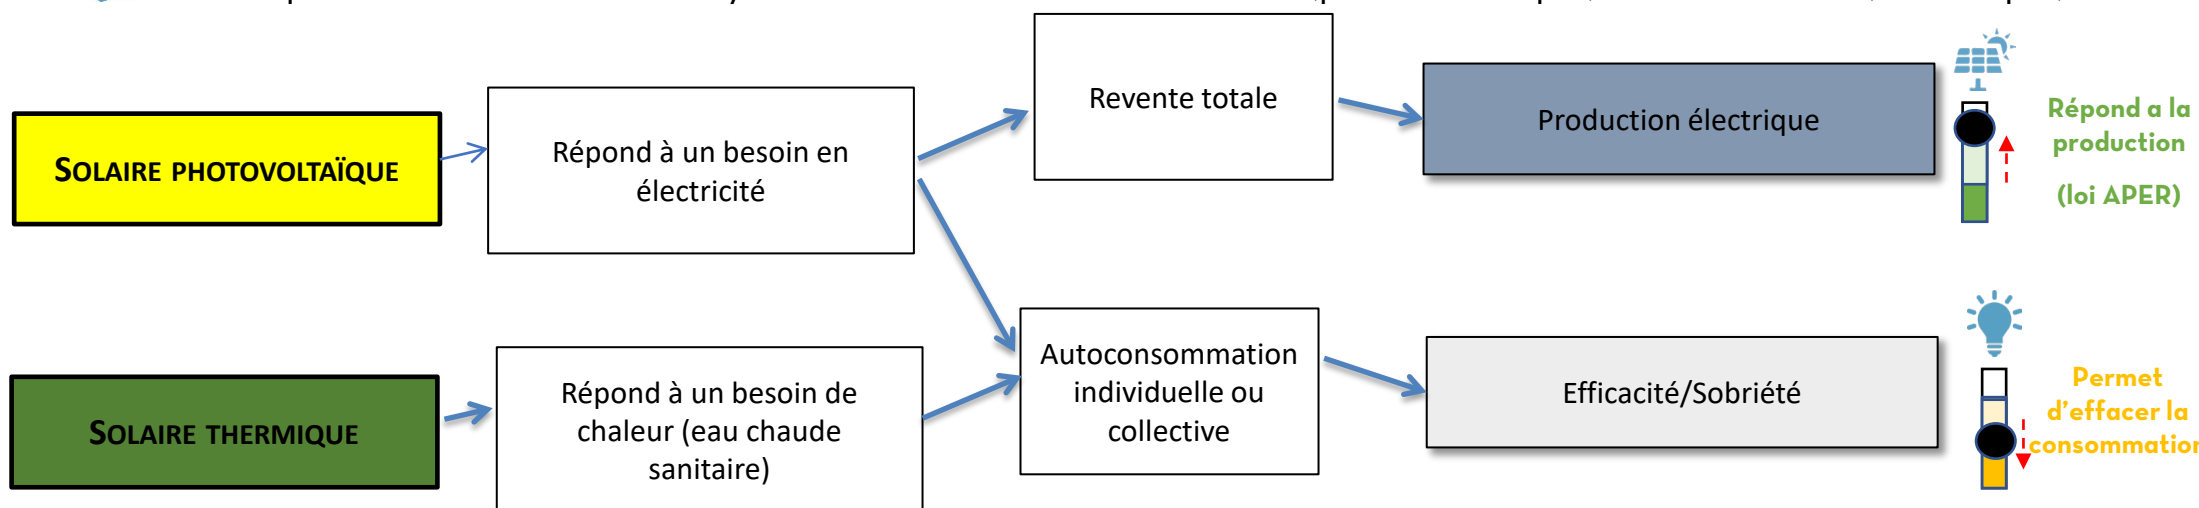 SOLAIRE PHOTOVOLTAÏQUE
Répond à un besoin en
électricité
Revente totale
Production électrique
Répond a la
production
(loi APER)
SOLAIRE THERMIQUE
Répond à un besoin de
chaleur (eau chaude
sanitaire)
Autoconsommation
individuelle ou
collective
Efficacité/Sobriété
Permet
d'effacer la
consommation